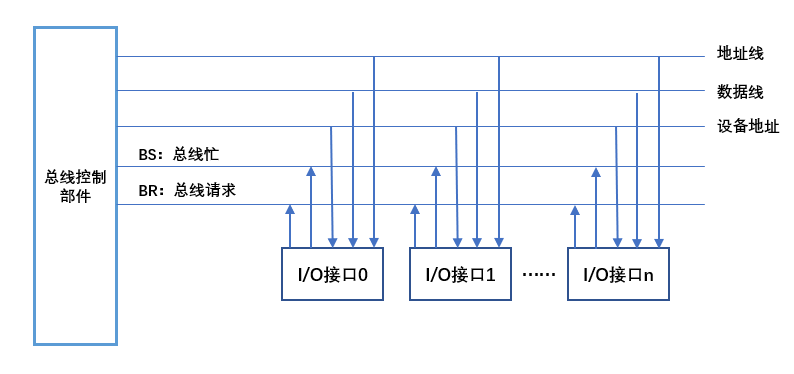 地址线
数据线
设备地址
BS：总线忙
总线控制
部件
BR：总线请求
I/O接口0
I/O接口1
……
I/O接口n